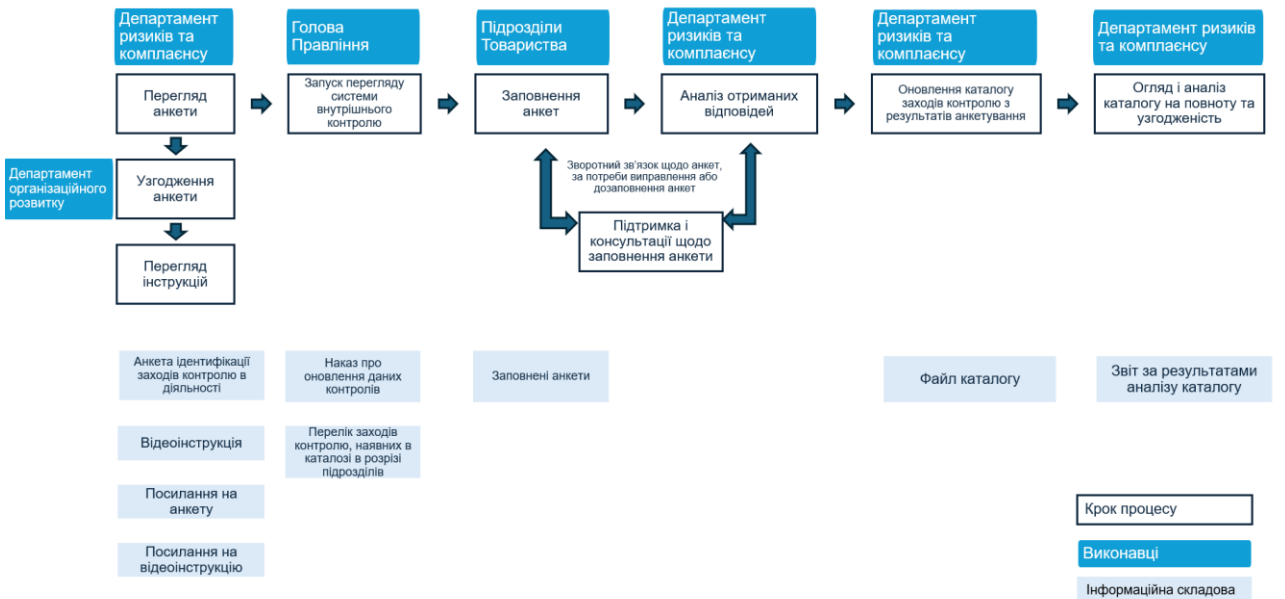 Департамент
ризиків та
комплаєнсу
Голова
Правління
Підрозділи
Товариства
Департамент
ризиків та
комплаєнсу
Департамент
ризиків та
комплаєнсу
Департамент ризиків
та комплаєнсу
Перегляд
анкети
Запуск перегляду
системи
внутрішнього
контролю
Заповнення
анкет
Аналіз отриманих
відповідей
Оновлення каталогу
заходів контролю з
результатів анкетування
Огляд і аналіз
каталогу на повноту та
узгодженість
Департамент
організаційного
розвитку
Узгодження
анкети
Зворотний зв’язок щодо анкет,
за потреби виправлення або
дозаповнення анкет
Підтримка і
консультації щодо
заповнення анкети
Перегляд
інструкцій
Анкета ідентифікації
заходів контролю в
діяльності
Наказ про
оновлення даних
контролів
Заповнені анкети
Файл каталогу
Звіт за результатами
аналізу каталогу
Відеоінструкція
Перелік заходів
контролю, наявних в
каталозі в розрізі
підрозділів
Посилання на
анкету
Посилання на
відеоінструкцію
Крок процесу
Виконавці
Інформаційна складова